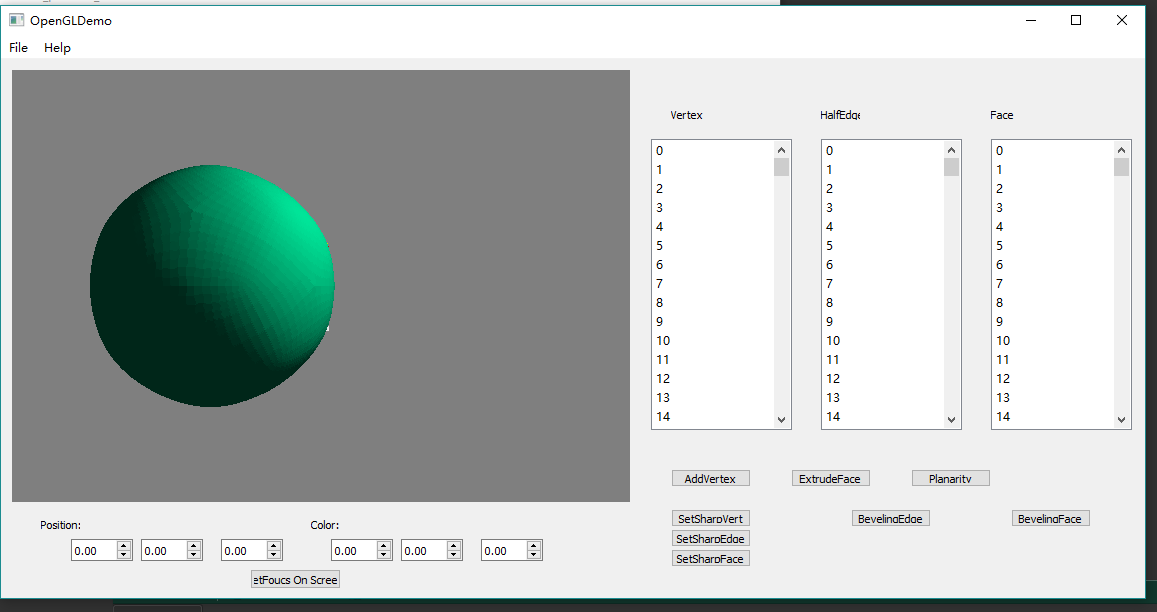 OpenGLDemo
File Help
Vertex HalfEdge Face
0 0 0
1 1 1
2 2 2
3 3 3
4 4 4
5 5 5
6 6 6
7 7 7
8 8 8
9 9 9
10 10 10
11 11 11
12 12 12
13 13 13
14 14 14
AddVertex ExtrudeFace Planarity
SetSharpVert BevelingEdge BevelingFace
SetSharpEdge
SetSharpFace
Position: Color:
0.00 0.00 0.00 0.00 0.00 0.00
etFoucs On Scree